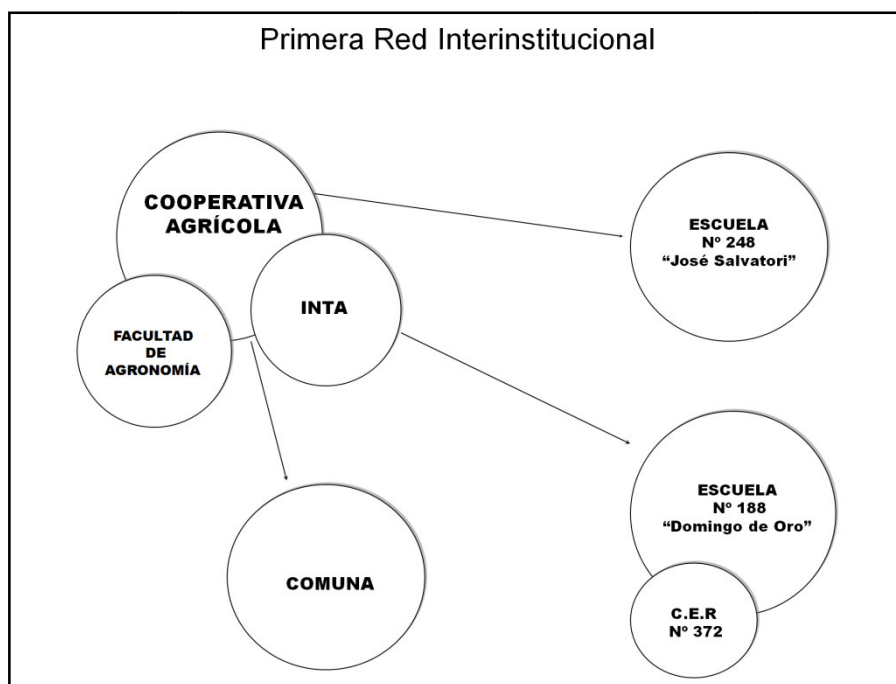 Primera Red Interinstitucional
COOPERATIVA
AGRÍCOLA
ESCUELA
Nº 248
“José Salvatori”
INTA
FACULTAD
DE
AGRONOMÍA
ESCUELA
Nº 188
“Domingo de Oro”
COMUNA
C.E.R
Nº 372